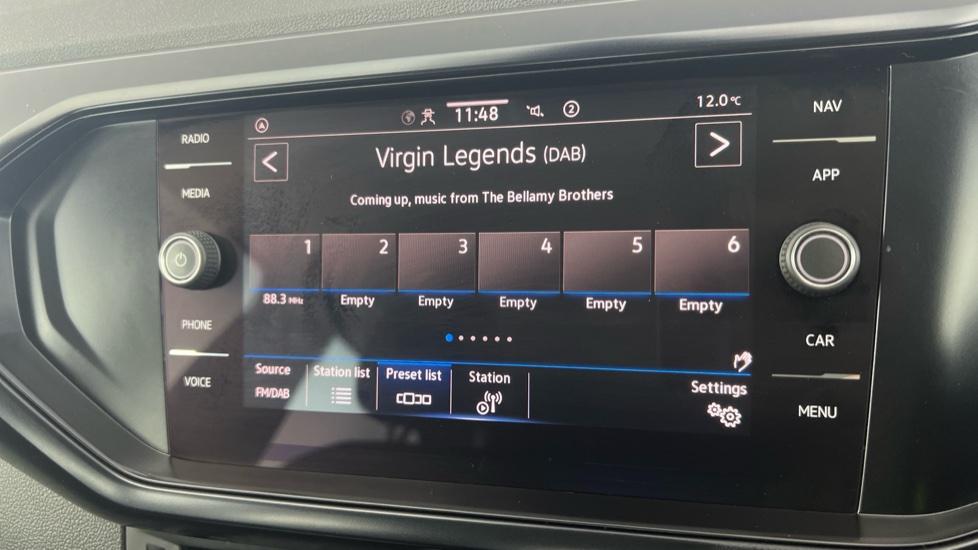 RADIO
MEDIA
PHONE
VOICE
11:48
2
12.0°C
< Virgin Legends (DAB) >
Coming up, music from The Bellamy Brothers
1 2 3 4 5 6
88.3 MHz Empty Empty Empty Empty Empty
Source Station list Preset list Station Settings
FM/DAB
NAV
APP
CAR
MENU